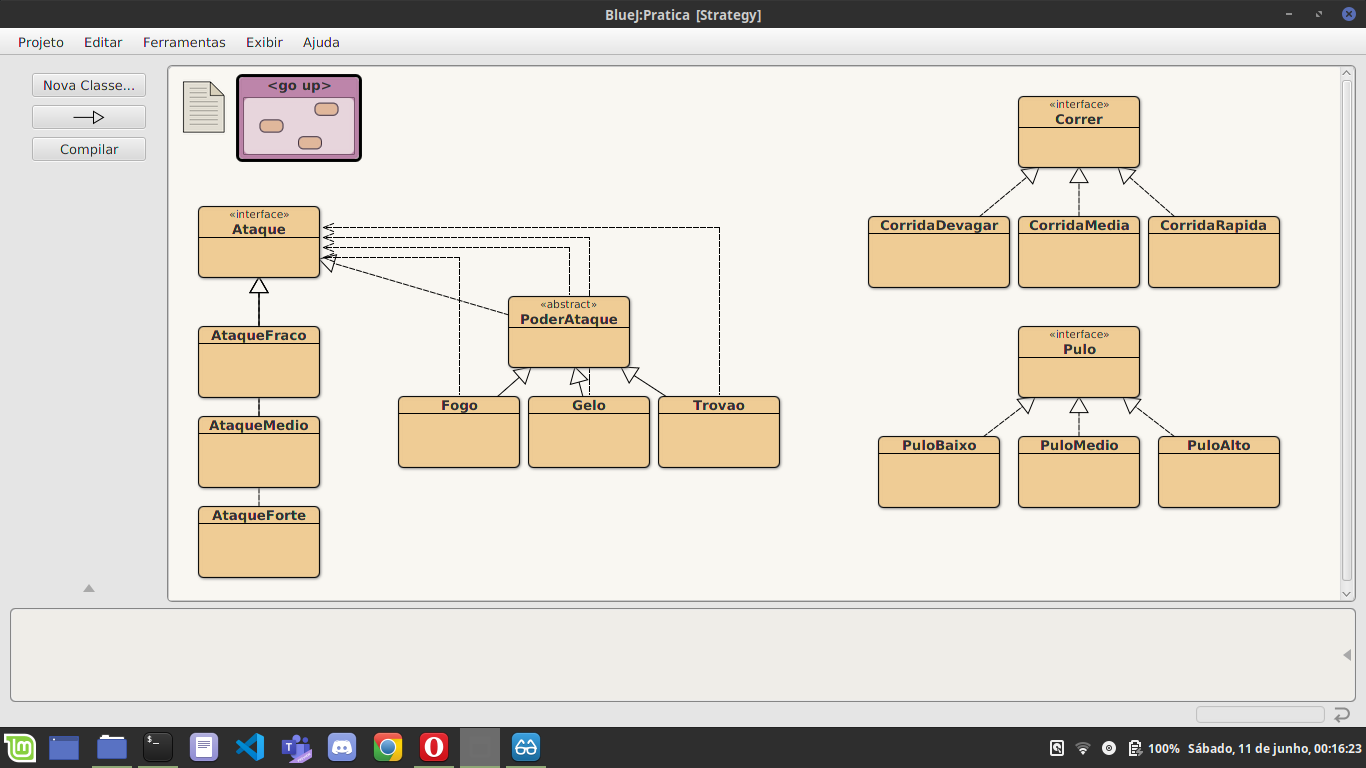 BlueJ:Pratica [Strategy]
Projeto Editar Ferramentas Exibir Ajuda
Nova Classe...
Compilar
<go up>
«interface»
Ataque
AtaqueFraco
AtaqueMedio
AtaqueForte
«abstract»
PoderAtaque
Fogo
Gelo
Trovao
«interface»
Correr
CorridaDevagar
CorridaMedia
CorridaRapida
«interface»
Pulo
PuloBaixo
PuloMedio
PuloAlto
100% Sábado, 11 de junho, 00:16:23